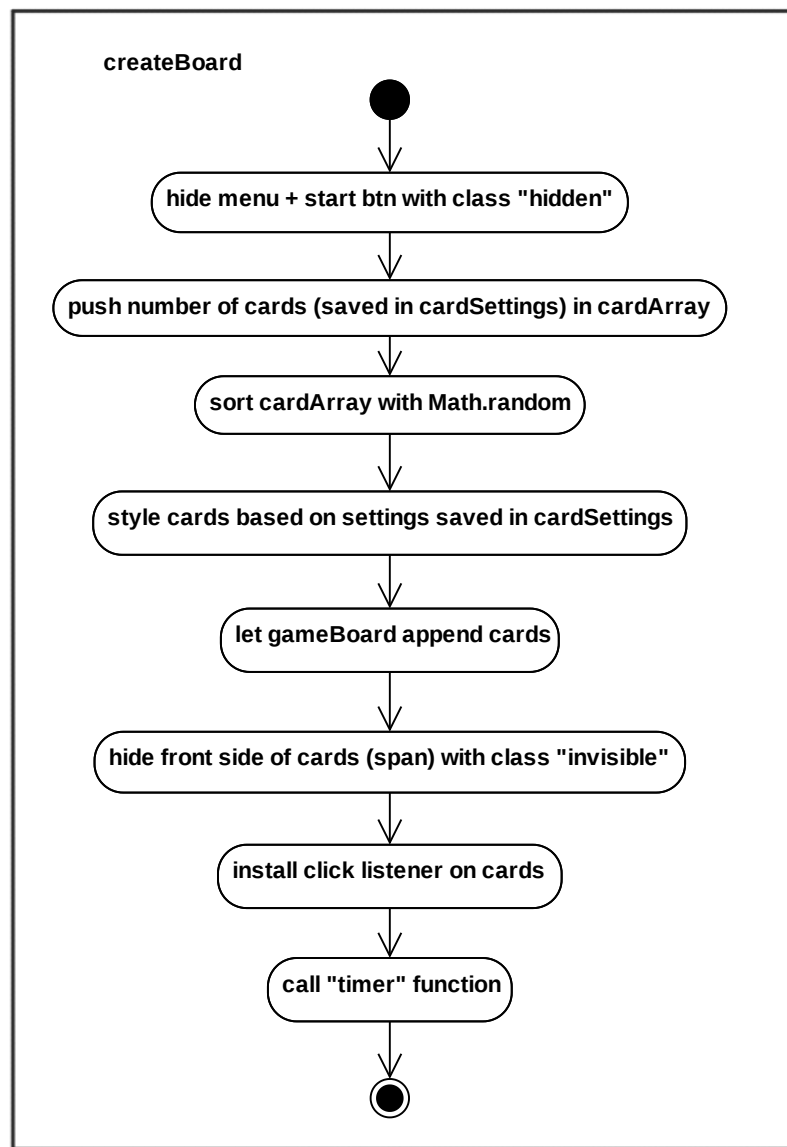 createBoard
hide menu + start btn with class "hidden"
push number of cards (saved in cardSettings) in cardArray
sort cardArray with Math.random
style cards based on settings saved in cardSettings
let gameBoard append cards
hide front side of cards (span) with class "invisible"
install click listener on cards
call "timer" function